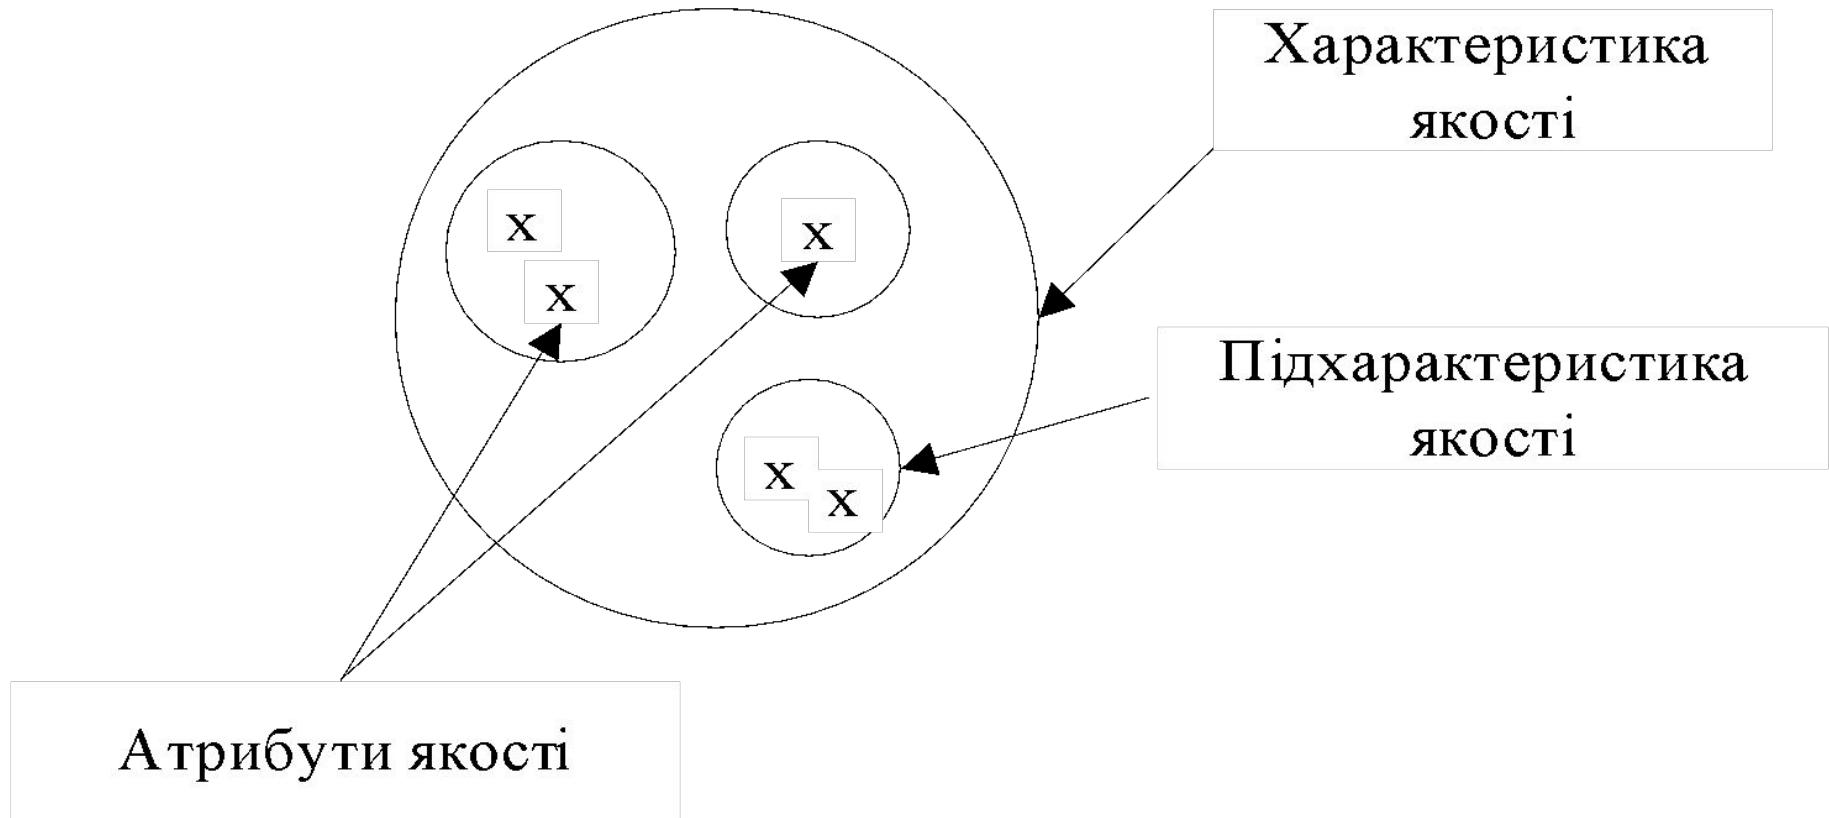 Характеристика
якості
x
x
x
Підхарактеристика
якості
x
x
Атрибути якості